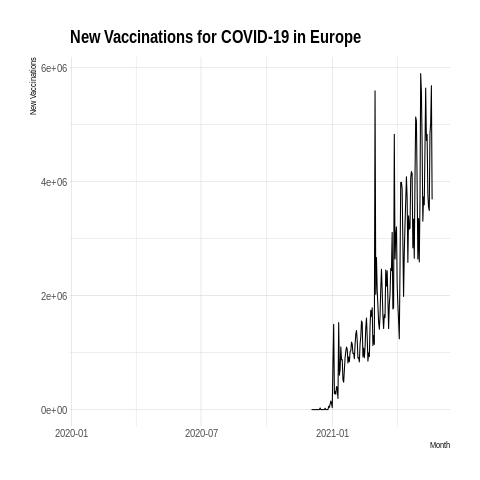 New Vaccinations for COVID-19 in Europe
New Vaccinations
6e+06
4e+06
2e+06
0e+00
2020-01
2020-07
2021-01
Month